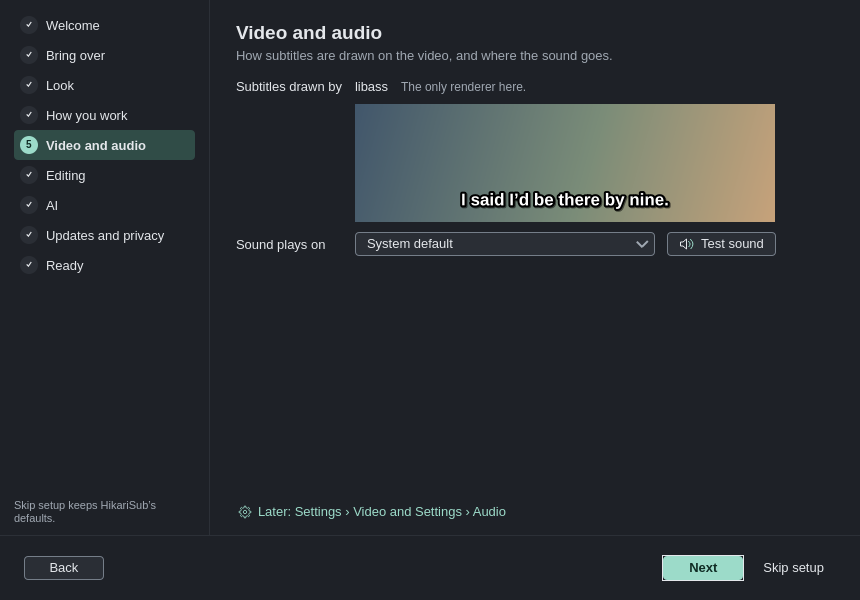 Welcome
Bring over
Look
How you work
5 Video and audio
Editing
AI
Updates and privacy
Ready
Skip setup keeps HikariSub's
defaults.
Video and audio
How subtitles are drawn on the video, and where the sound goes.
Subtitles drawn by libass The only renderer here.
I said I'd be there by nine.
Sound plays on System default Test sound
Later: Settings › Video and Settings › Audio
Back Next Skip setup